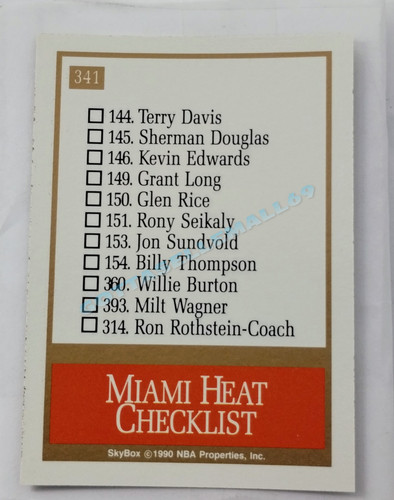 341
144. Terry Davis
145. Sherman Douglas
146. Kevin Edwards
149. Grant Long
150. Glen Rice
151. Rony Seikaly
153. Jon Sundvold
154. Billy Thompson
360. Willie Burton
393. Milt Wagner
314. Ron Rothstein-Coach
MIAMI HEAT
CHECKLIST
SkyBox ©1990 NBA Properties, Inc.